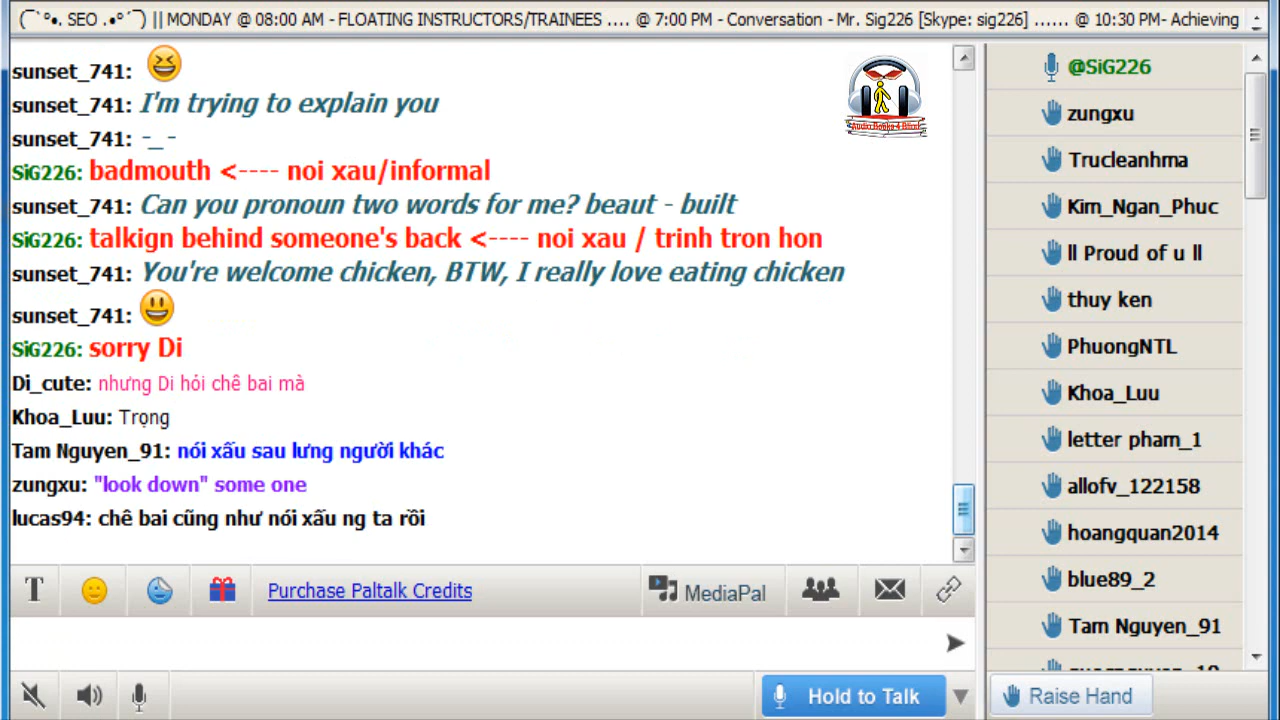 (¯`°•. SEO .•°´¯) || MONDAY @ 08:00 AM - FLOATING INSTRUCTORS/TRAINEES .... @ 7:00 PM - Conversation - Mr. Sig226 [Skype: sig226] ...... @ 10:30 PM- Achieving
sunset_741:
sunset_741: I'm trying to explain you
sunset_741: -_-
SiG226: badmouth <---- noi xau/informal
sunset_741: Can you pronoun two words for me? beaut - built
SiG226: talkign behind someone's back <---- noi xau / trinh tron hon
sunset_741: You're welcome chicken, BTW, I really love eating chicken
sunset_741:
SiG226: sorry Di
Di_cute: nhưng Di hỏi chê bai mà
Khoa_Luu: Trọng
Tam Nguyen_91: nói xấu sau lưng người khác
zungxu: "look down" some one
lucas94: chê bai cũng như nói xấu ng ta rồi
Audio Books 4 Blind
T
Purchase Paltalk Credits
MediaPal
Hold to Talk
@SiG226
zungxu
Trucleanhma
Kim_Ngan_Phuc
ll Proud of u ll
thuy ken
PhuongNTL
Khoa_Luu
letter pham_1
allofv_122158
hoangquan2014
blue89_2
Tam Nguyen_91
Raise Hand